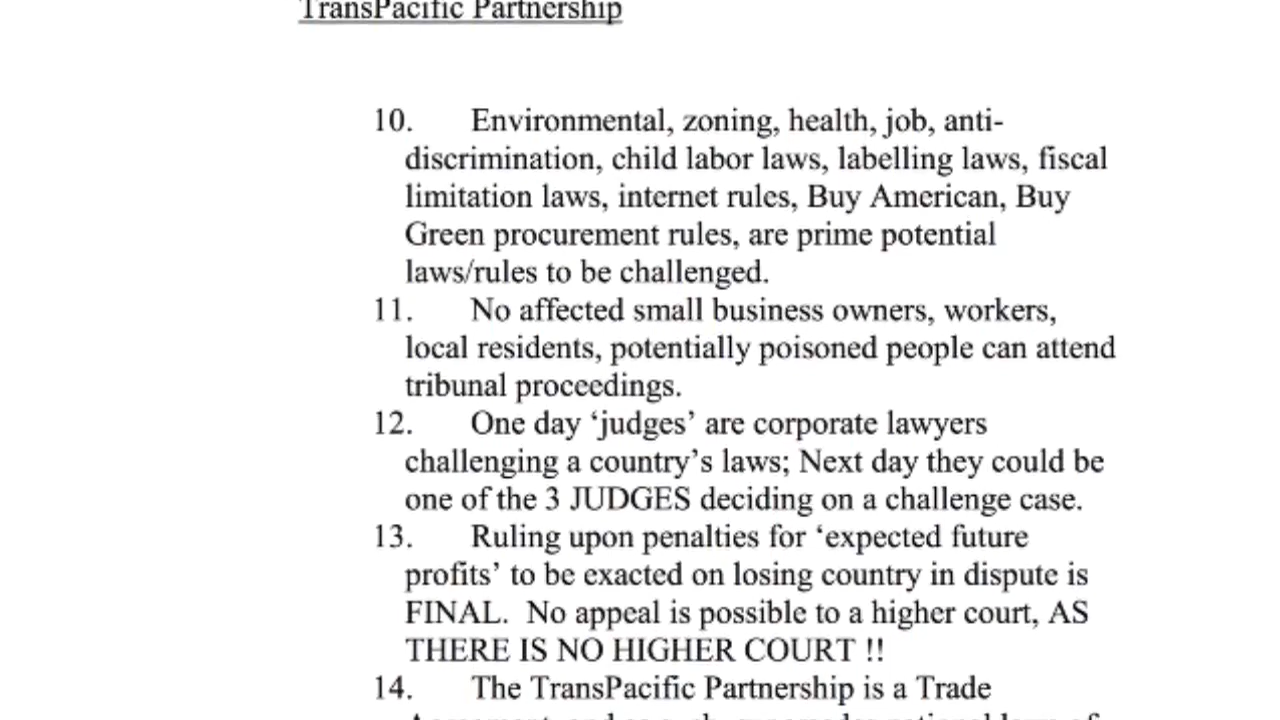 TransPacific Partnership
10. Environmental, zoning, health, job, anti-
discrimination, child labor laws, labelling laws, fiscal
limitation laws, internet rules, Buy American, Buy
Green procurement rules, are prime potential
laws/rules to be challenged.
11. No affected small business owners, workers,
local residents, potentially poisoned people can attend
tribunal proceedings.
12. One day ‘judges’ are corporate lawyers
challenging a country’s laws; Next day they could be
one of the 3 JUDGES deciding on a challenge case.
13. Ruling upon penalties for ‘expected future
profits’ to be exacted on losing country in dispute is
FINAL.  No appeal is possible to a higher court, AS
THERE IS NO HIGHER COURT !!
14. The TransPacific Partnership is a Trade